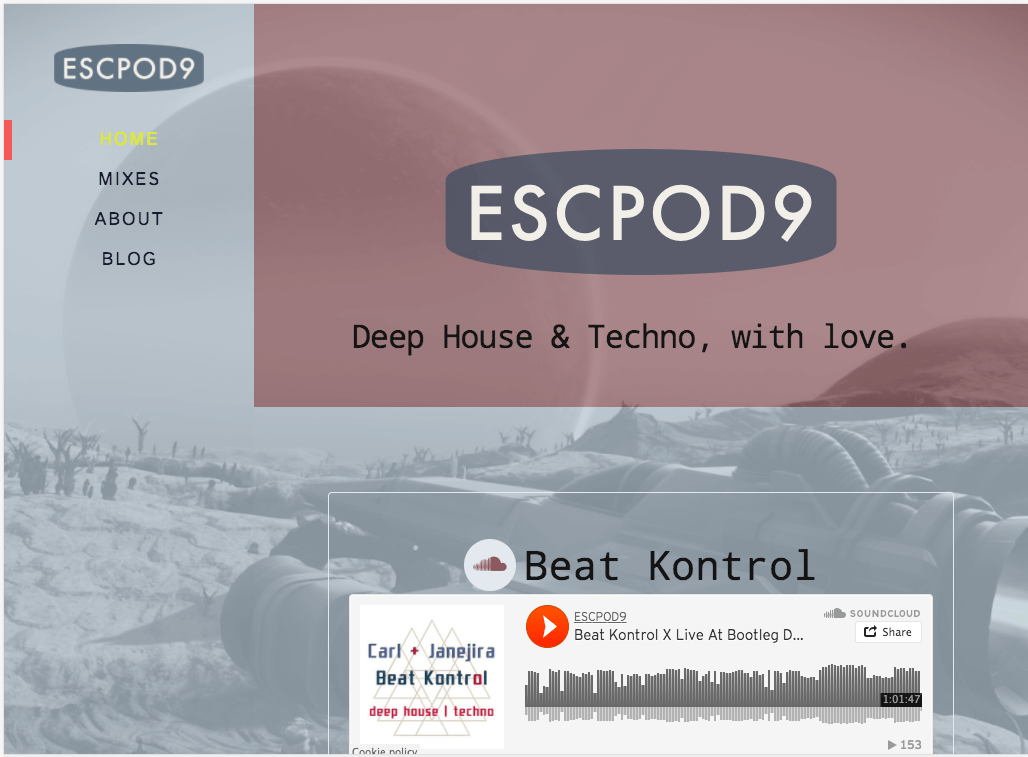 ESCPOD9
HOME
MIXES
ABOUT
BLOG
ESCPOD9
Deep House & Techno, with love.
Beat Kontrol
ESCPOD9
SOUNDCLOUD
Beat Kontrol X Live At Bootleg D...
Share
Carl + Janejira
Beat Kontrol
deep house | techno
1:01:47
153
Cookie policy